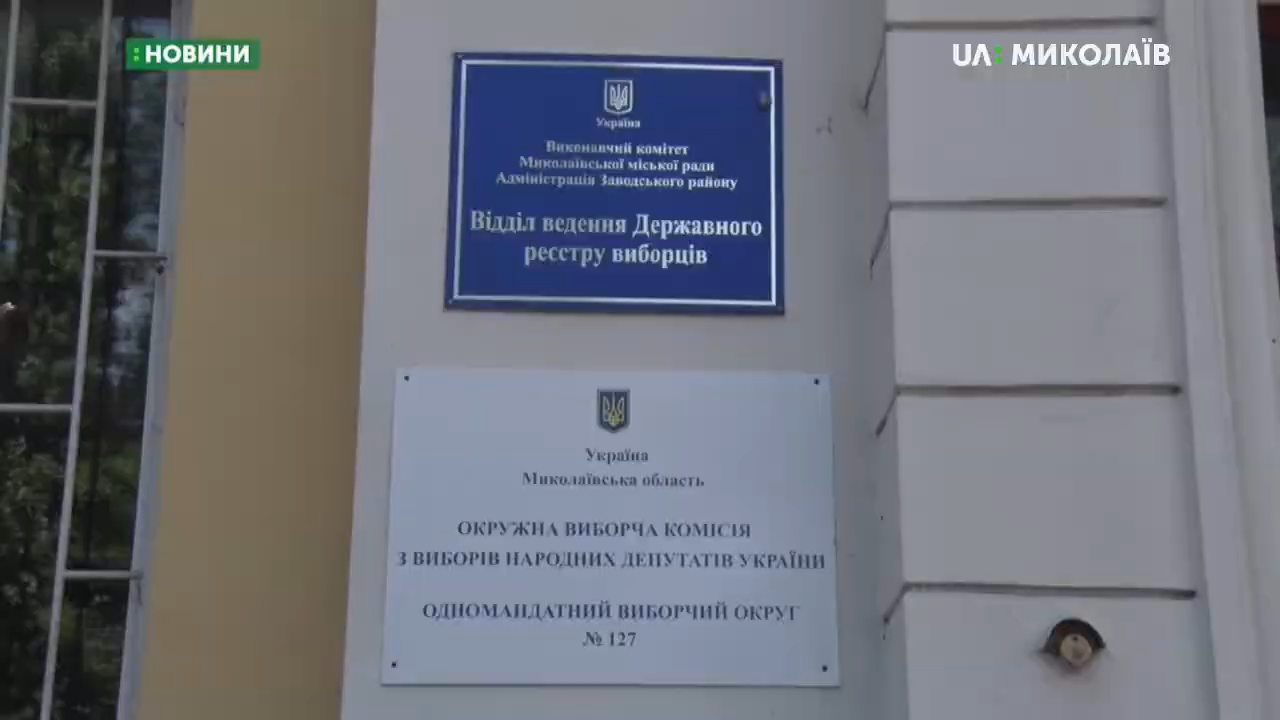 : НОВИНИ
UA: МИКОЛАЇВ
Україна
Виконавчий комітет
Миколаївської міської ради
Адміністрація Заводського району
Відділ ведення Державного
реєстру виборців
Україна
Миколаївська область
ОКРУЖНА ВИБОРЧА КОМІСІЯ
З ВИБОРІВ НАРОДНИХ ДЕПУТАТІВ УКРАЇНИ
ОДНОМАНДАТНИЙ ВИБОРЧИЙ ОКРУГ
№ 127